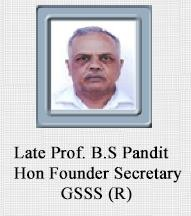 Late Prof. B.S Pandit
Hon Founder Secretary
GSSS (R)